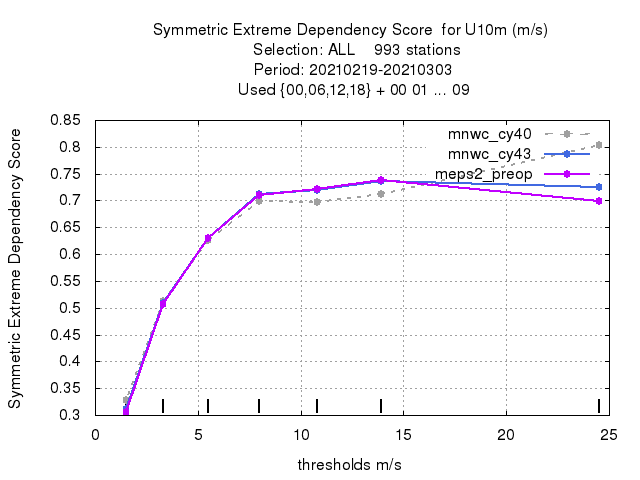 Symmetric Extreme Dependency Score  for U10m (m/s)
Selection: ALL    993 stations
Period: 20210219-20210303
Used {00,06,12,18} + 00 01 ... 09
Symmetric Extreme Dependency Score
0.85
0.8
0.75
0.7
0.65
0.6
0.55
0.5
0.45
0.4
0.35
0.3
mnwc_cy40
mnwc_cy43
meps2_preop
0 5 10 15 20 25
thresholds m/s